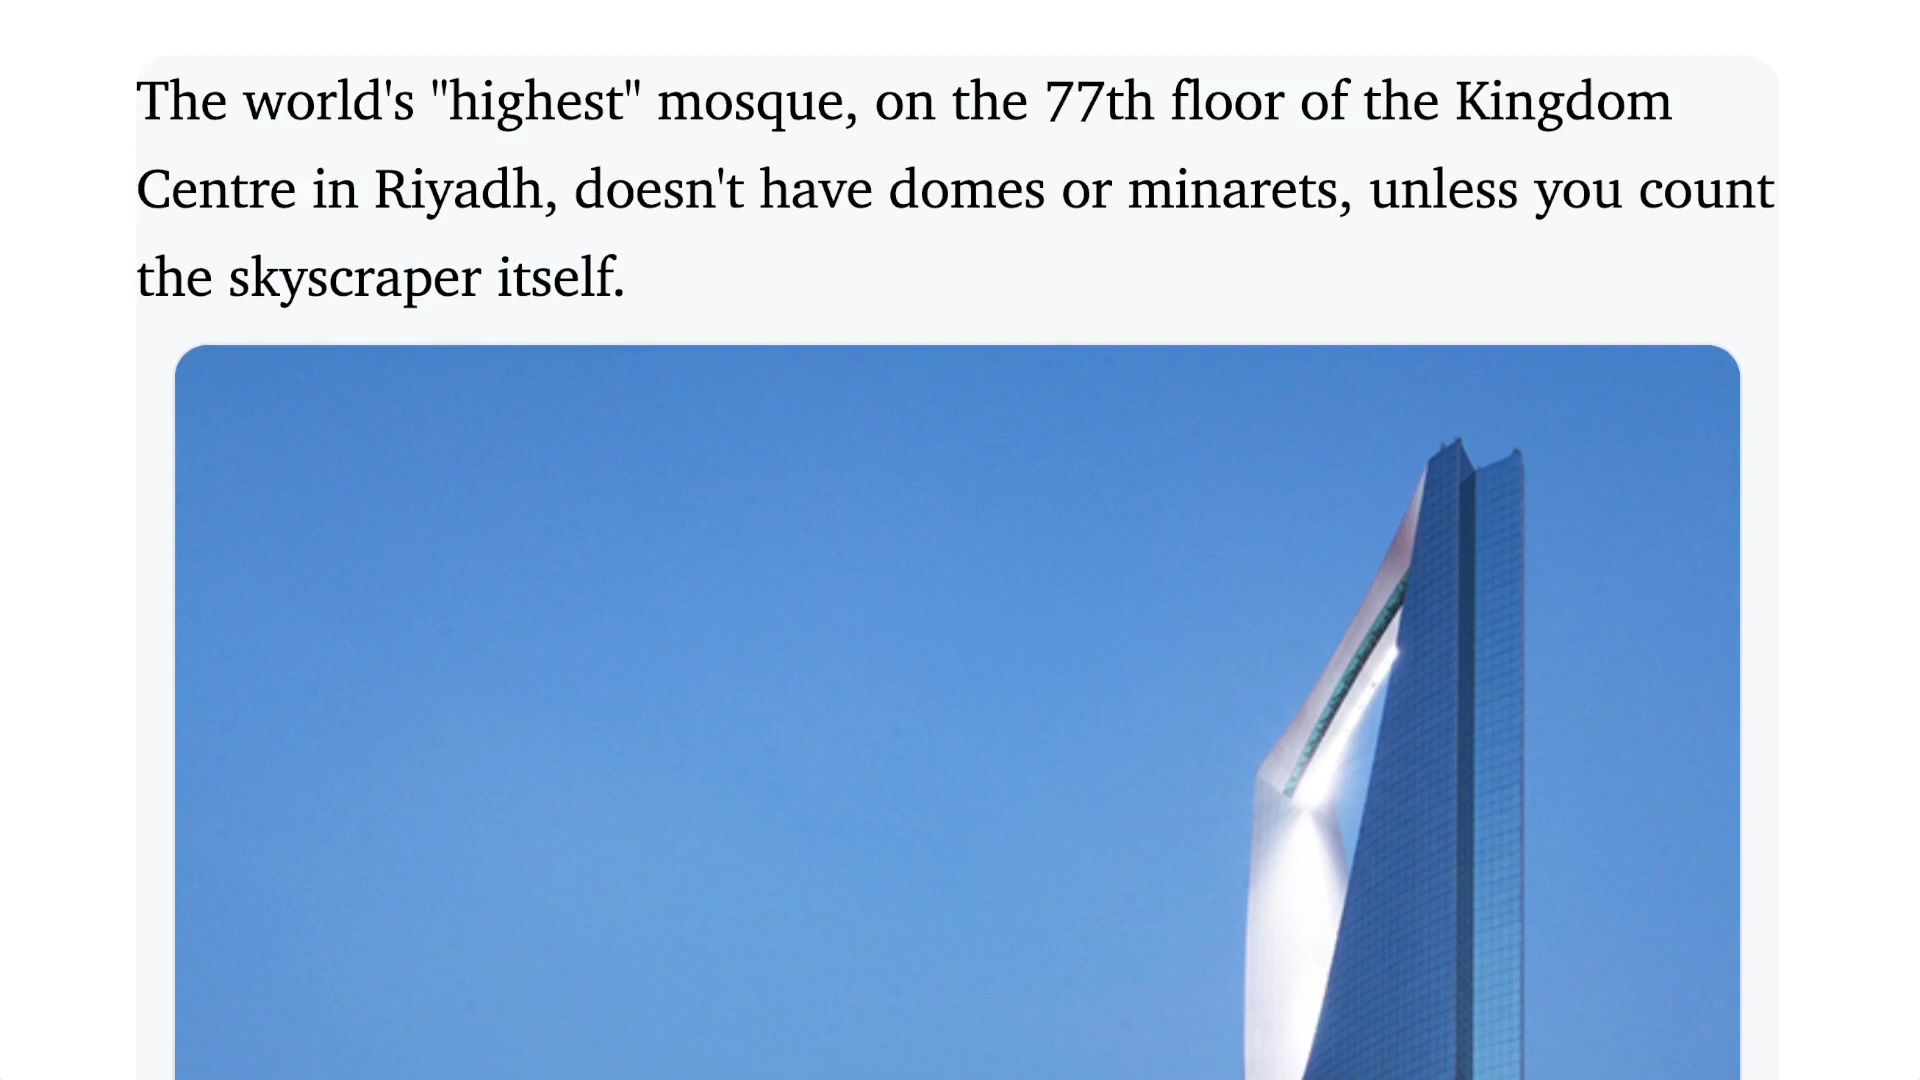 The world's "highest" mosque, on the 77th floor of the Kingdom
Centre in Riyadh, doesn't have domes or minarets, unless you count
the skyscraper itself.